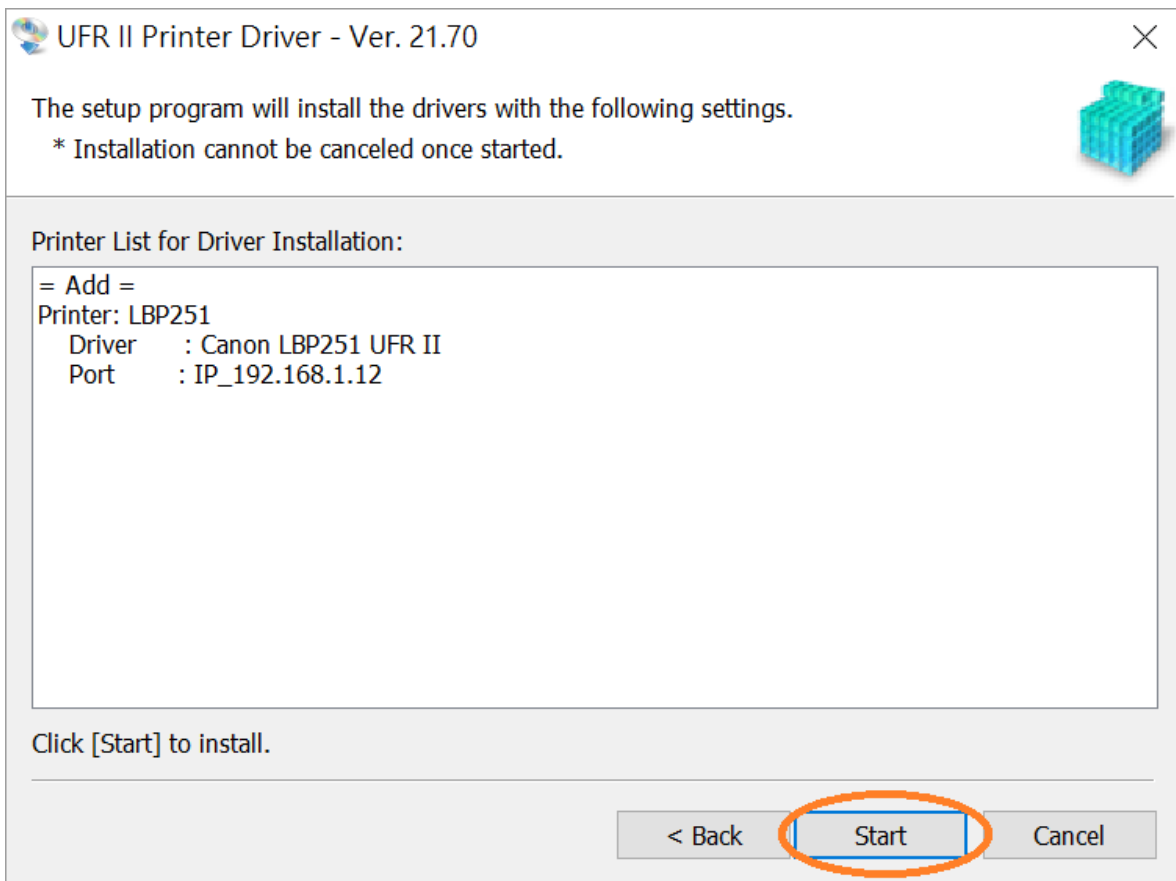 UFR II Printer Driver - Ver. 21.70
The setup program will install the drivers with the following settings.
* Installation cannot be canceled once started.
Printer List for Driver Installation:
= Add =
Printer: LBP251
Driver : Canon LBP251 UFR II
Port : IP_192.168.1.12
Click [Start] to install.
< Back Start Cancel